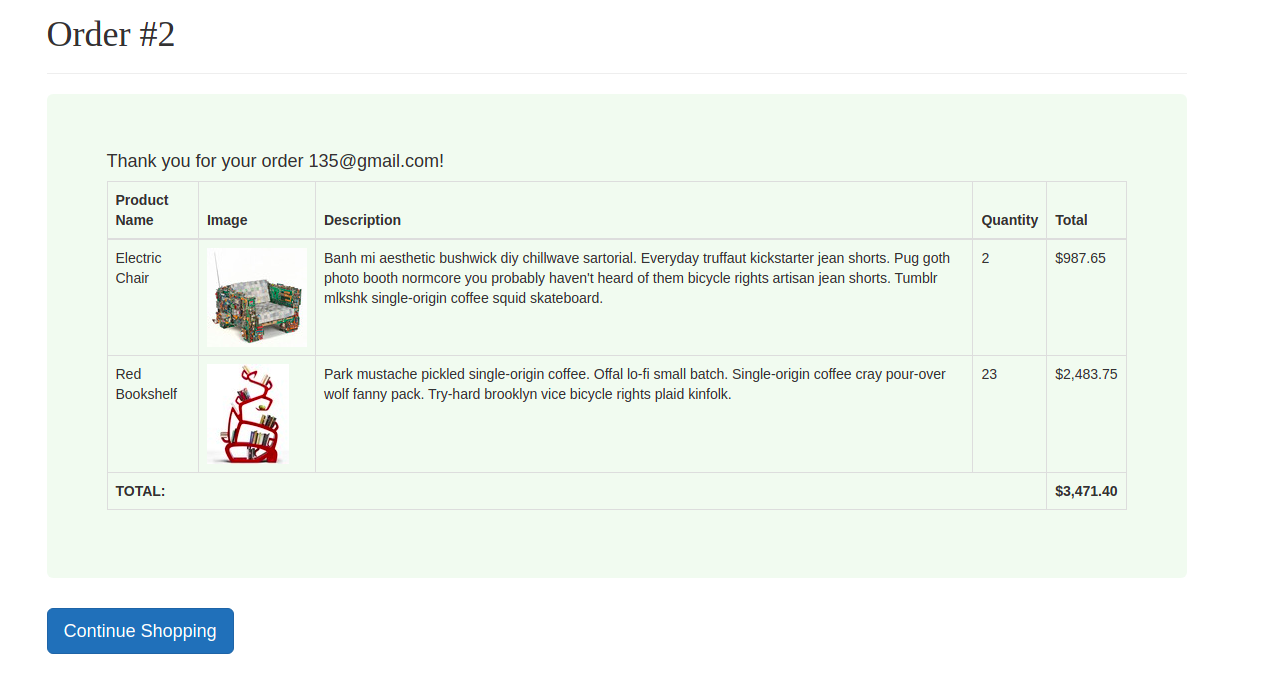 Order #2
Thank you for your order 135@gmail.com!
Product
Name
Image
Description
Quantity
Total
Electric
Chair
Banh mi aesthetic bushwick diy chillwave sartorial. Everyday truffaut kickstarter jean shorts. Pug goth
photo booth normcore you probably haven't heard of them bicycle rights artisan jean shorts. Tumblr
mlkshk single-origin coffee squid skateboard.
2
$987.65
Red
Bookshelf
Park mustache pickled single-origin coffee. Offal lo-fi small batch. Single-origin coffee cray pour-over
wolf fanny pack. Try-hard brooklyn vice bicycle rights plaid kinfolk.
23
$2,483.75
TOTAL:
$3,471.40
Continue Shopping